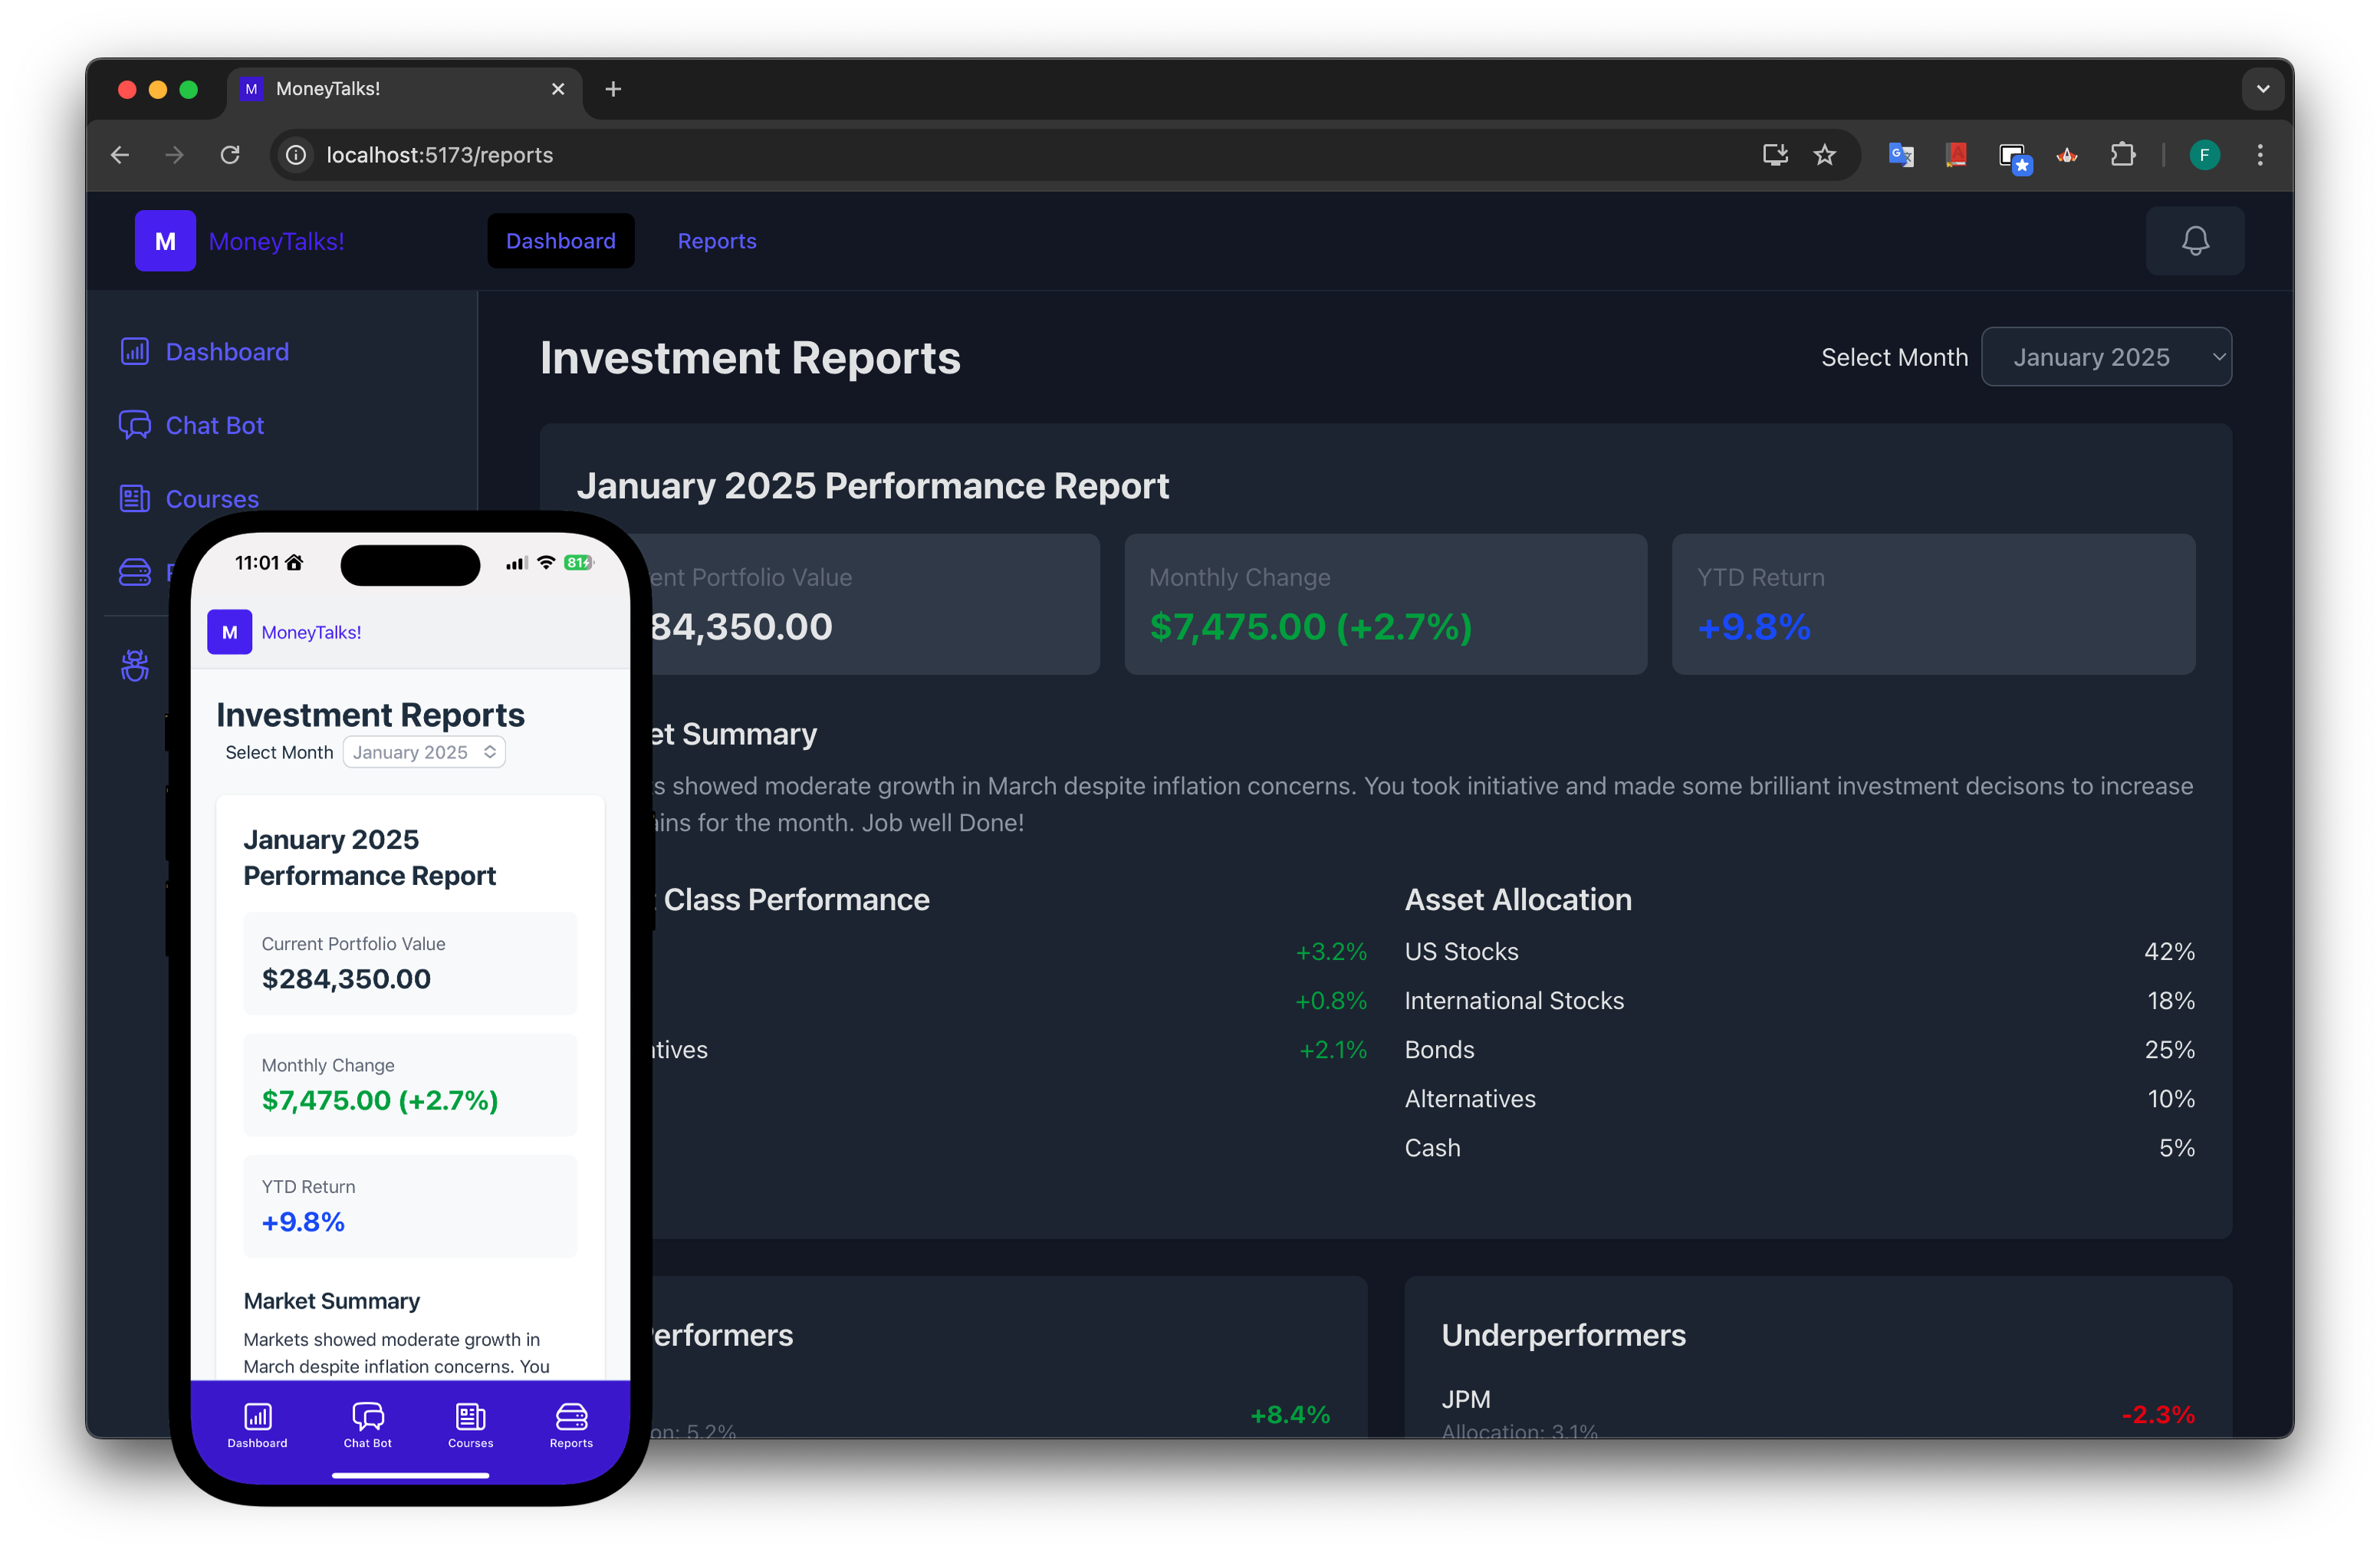 MoneyTalks!
localhost:5173/reports
F
M MoneyTalks!
Dashboard
Reports
Dashboard
Chat Bot
Courses
Investment Reports
Select Month January 2025
January 2025 Performance Report
Portfolio Value
84,350.00
Monthly Change
$7,475.00 (+2.7%)
YTD Return
+9.8%
Summary
showed moderate growth in March despite inflation concerns. You took initiative and made some brilliant investment decisons to increase
for the month. Job well Done!
Class Performance
+3.2%
+0.8%
+2.1%
Asset Allocation
US Stocks 42%
International Stocks 18%
Bonds 25%
Alternatives 10%
Cash 5%
+8.4%
5.2%
Underperformers
JPM
-2.3%
Allocation: 3.1%
11:01
81
M MoneyTalks!
Investment Reports
Select Month January 2025
January 2025
Performance Report
Current Portfolio Value
$284,350.00
Monthly Change
$7,475.00 (+2.7%)
YTD Return
+9.8%
Market Summary
Markets showed moderate growth in
March despite inflation concerns. You
Dashboard
Chat Bot
Courses
Reports